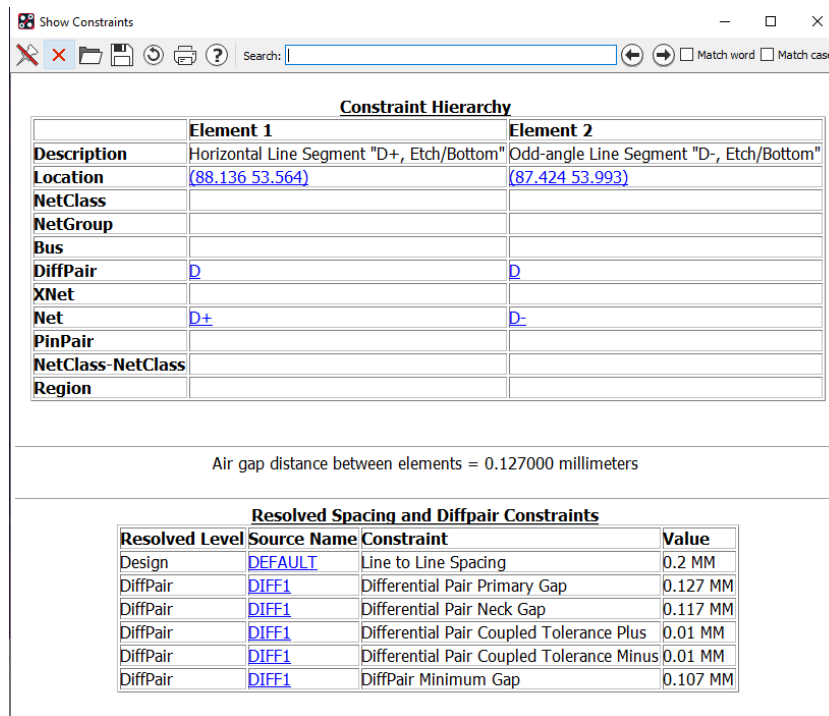 Show Constraints
Search:
Match word
Match case
Constraint Hierarchy
Element 1 Element 2
Description Horizontal Line Segment "D+, Etch/Bottom" Odd-angle Line Segment "D-, Etch/Bottom"
Location (88.136 53.564) (87.424 53.993)
NetClass
NetGroup
Bus
DiffPair D D
XNet
Net D+ D-
PinPair
NetClass-NetClass
Region
Air gap distance between elements = 0.127000 millimeters
Resolved Spacing and Diffpair Constraints
Resolved Level Source Name Constraint Value
Design DEFAULT Line to Line Spacing 0.2 MM
DiffPair DIFF1 Differential Pair Primary Gap 0.127 MM
DiffPair DIFF1 Differential Pair Neck Gap 0.117 MM
DiffPair DIFF1 Differential Pair Coupled Tolerance Plus 0.01 MM
DiffPair DIFF1 Differential Pair Coupled Tolerance Minus 0.01 MM
DiffPair DIFF1 DiffPair Minimum Gap 0.107 MM